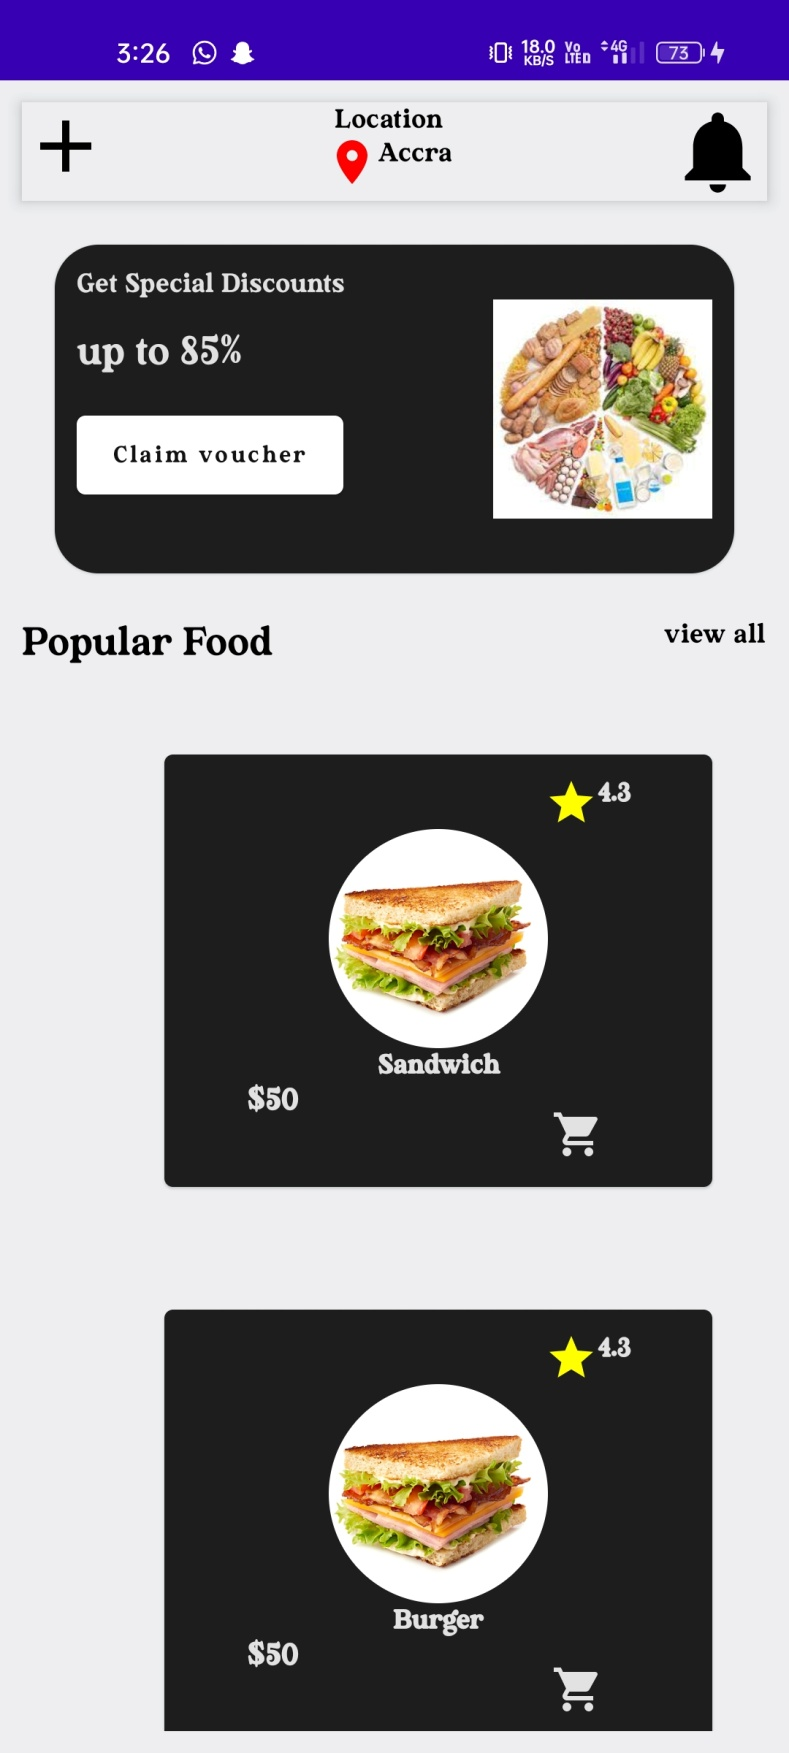 3:26 18.0 KB/S Vo LTED 4G 73
Location
Accra
Get Special Discounts
up to 85%
Claim voucher
Popular Food
view all
4.3
Sandwich
$50
4.3
Burger
$50